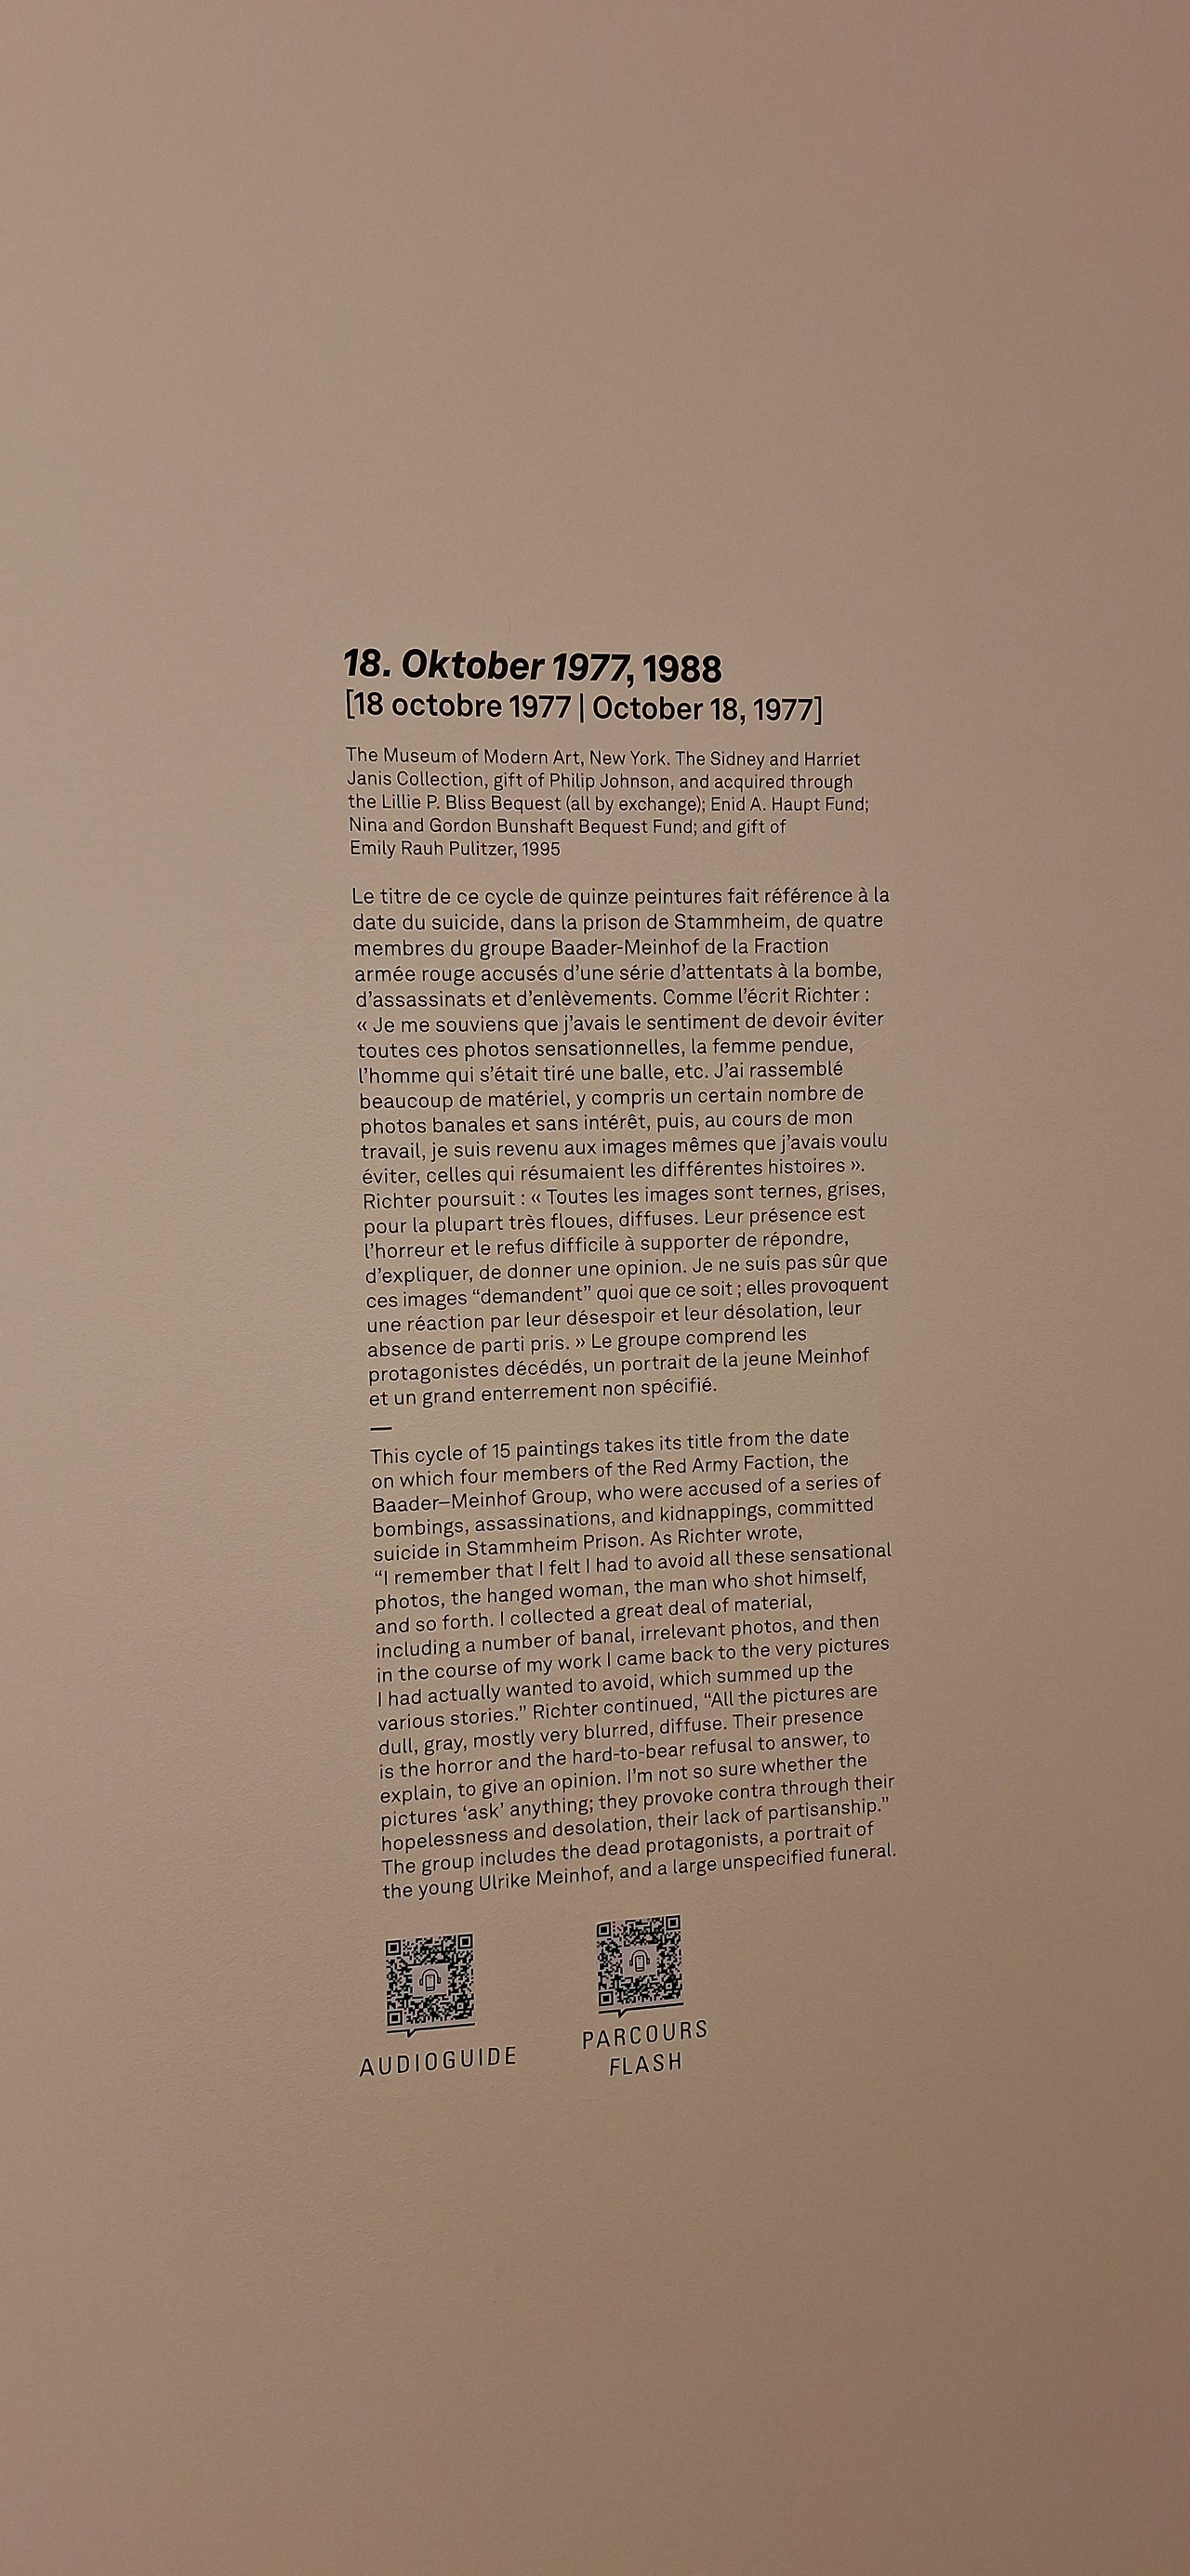 18. Oktober 1977, 1988
[18 octobre 1977 | October 18, 1977]
The Museum of Modern Art, New York. The Sidney and Harriet
Janis Collection, gift of Philip Johnson, and acquired through
the Lillie P. Bliss Bequest (all by exchange); Enid A. Haupt Fund;
Nina and Gordon Bunshaft Bequest Fund; and gift of
Emily Rauh Pulitzer, 1995
Le titre de ce cycle de quinze peintures fait référence à la
date du suicide, dans la prison de Stammheim, de quatre
membres du groupe Baader-Meinhof de la Fraction
armée rouge accusés d’une série d’attentats à la bombe,
d’assassinats et d’enlèvements. Comme l’écrit Richter :
« Je me souviens que j’avais le sentiment de devoir éviter
toutes ces photos sensationnelles, la femme pendue,
l’homme qui s’était tiré une balle, etc. J’ai rassemblé
beaucoup de matériel, y compris un certain nombre de
photos banales et sans intérêt, puis, au cours de mon
travail, je suis revenu aux images mêmes que j’avais voulu
éviter, celles qui résumaient les différentes histoires ».
Richter poursuit : « Toutes les images sont ternes, grises,
pour la plupart très floues, diffuses. Leur présence est
l’horreur et le refus difficile à supporter de répondre,
d’expliquer, de donner une opinion. Je ne suis pas sûr que
ces images “demandent” quoi que ce soit ; elles provoquent
une réaction par leur désespoir et leur désolation, leur
absence de parti pris. » Le groupe comprend les
protagonistes décédés, un portrait de la jeune Meinhof
et un grand enterrement non spécifié.
—
This cycle of 15 paintings takes its title from the date
on which four members of the Red Army Faction, the
Baader–Meinhof Group, who were accused of a series of
bombings, assassinations, and kidnappings, committed
suicide in Stammheim Prison. As Richter wrote,
“I remember that I felt I had to avoid all these sensational
photos, the hanged woman, the man who shot himself,
and so forth. I collected a great deal of material,
including a number of banal, irrelevant photos, and then
in the course of my work I came back to the very pictures
I had actually wanted to avoid, which summed up the
various stories.” Richter continued, “All the pictures are
dull, gray, mostly very blurred, diffuse. Their presence
is the horror and the hard-to-bear refusal to answer, to
explain, to give an opinion. I’m not so sure whether the
pictures ‘ask’ anything; they provoke contra through their
hopelessness and desolation, their lack of partisanship.”
The group includes the dead protagonists, a portrait of
the young Ulrike Meinhof, and a large unspecified funeral.
AUDIOGUIDE
PARCOURS
FLASH